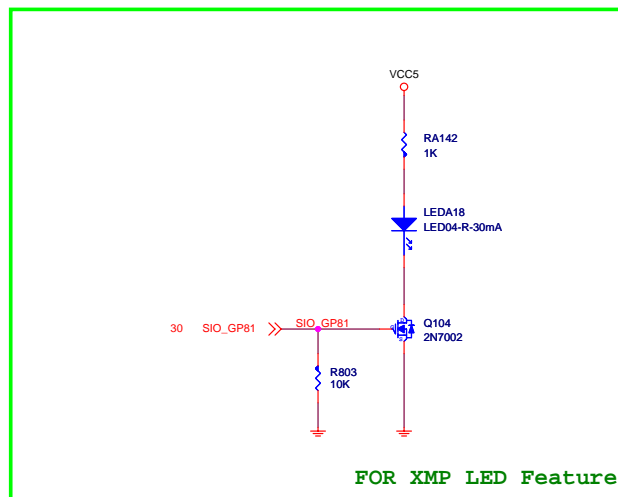 VCC5
RA142
1K
LEDA18
LED04-R-30mA
30 SIO_GP81 SIO_GP81
D
G
S
Q104
2N7002
R803
10K
FOR XMP LED Feature